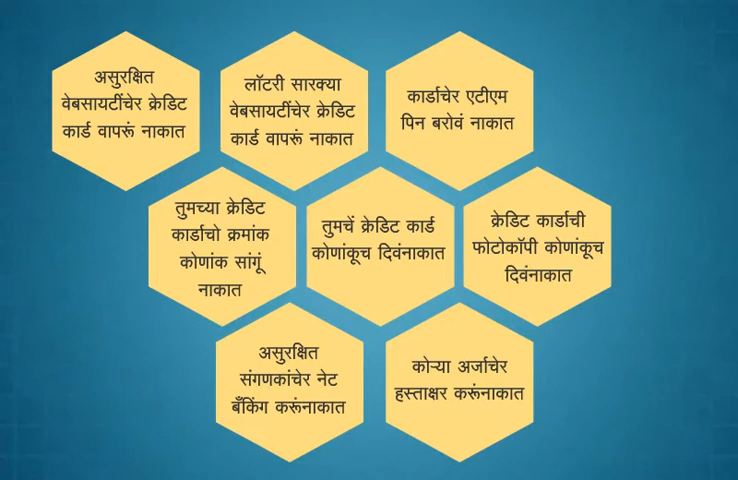 असुरक्षित
वेबसायटींचेर क्रेडिट
कार्ड वापरूं नाकात
लॉटरी सारक्या
वेबसायटींचेर क्रेडिट
कार्ड वापरूं नाकात
कार्डाचेर एटीएम
पिन बरोवं नाकात
तुमच्या क्रेडिट
कार्डाचो क्रमांक
कोणांक सांगूं
नाकात
तुमचें क्रेडिट कार्ड
कोणांकूच दिवंनाकात
क्रेडिट कार्डाची
फोटोकॉपी कोणांकूच
दिवंनाकात
असुरक्षित
संगणकांचेर नेट
बँकिंग करूंनाकात
कोऱ्या अर्जाचेर
हस्ताक्षर करूंनाकात